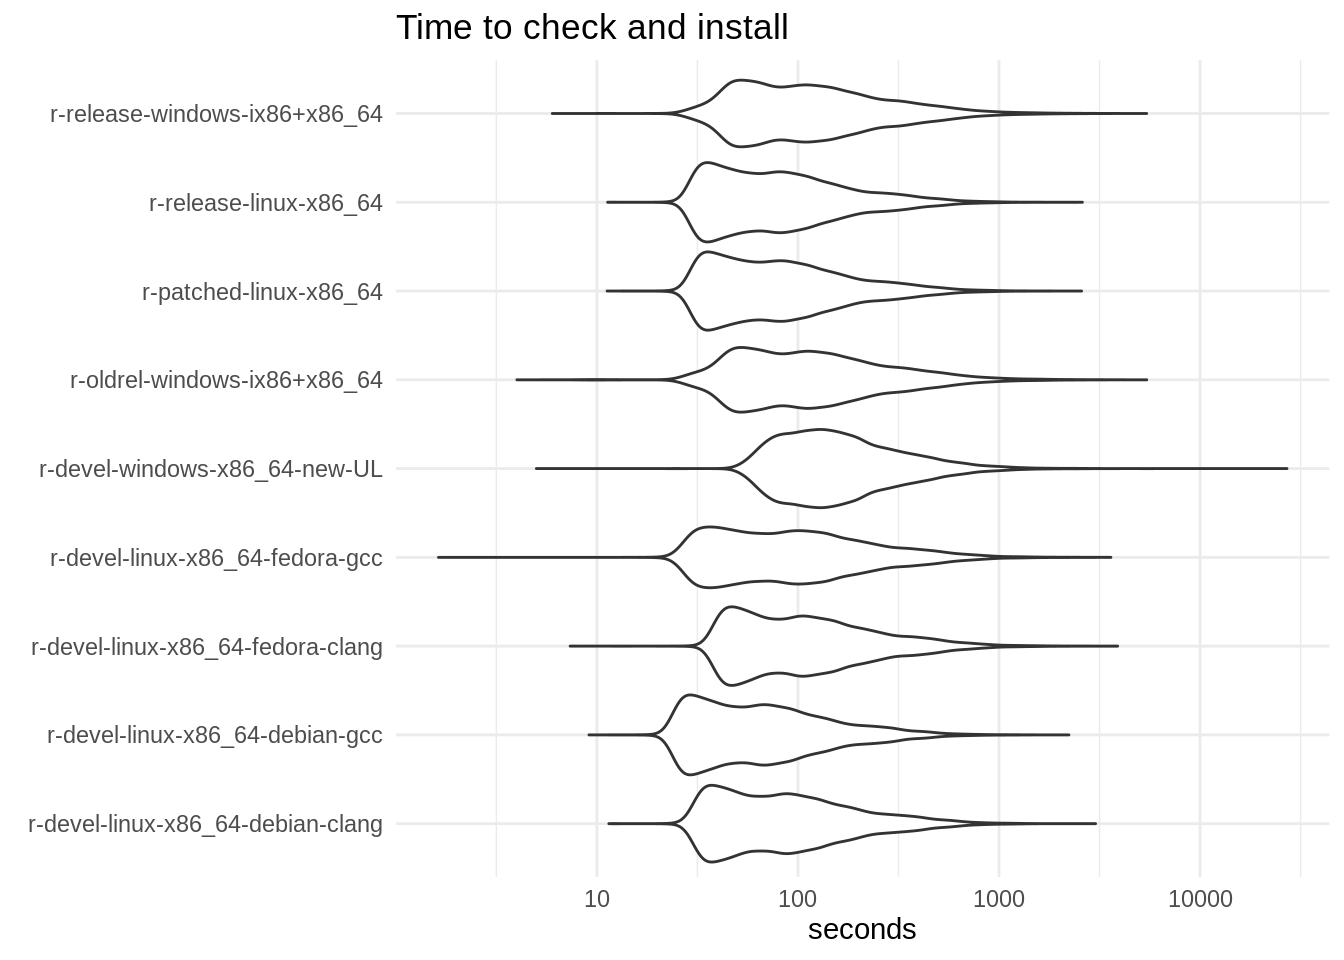 Time to check and install
r-release-windows-ix86+x86_64
r-release-linux-x86_64
r-patched-linux-x86_64
r-oldrel-windows-ix86+x86_64
r-devel-windows-x86_64-new-UL
r-devel-linux-x86_64-fedora-gcc
r-devel-linux-x86_64-fedora-clang
r-devel-linux-x86_64-debian-gcc
r-devel-linux-x86_64-debian-clang
10 100 1000 10000
seconds